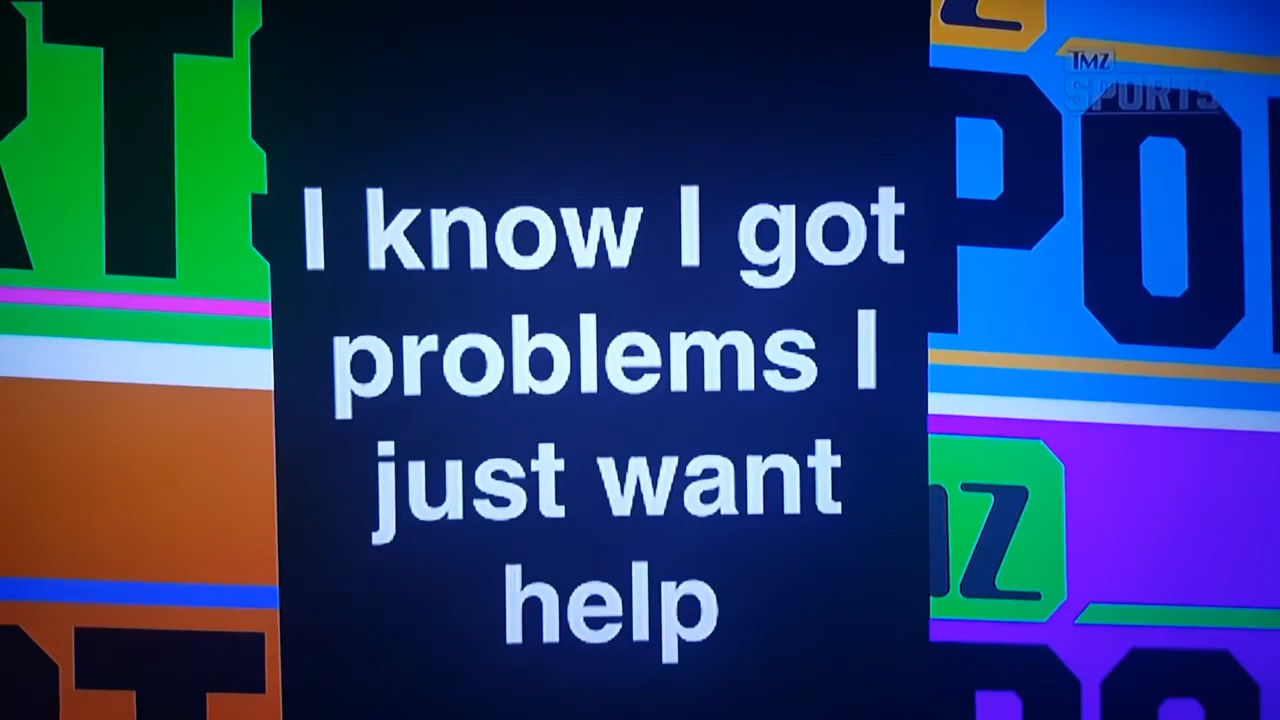 TMZ
SPORTS
I know I got
problems I
just want
help